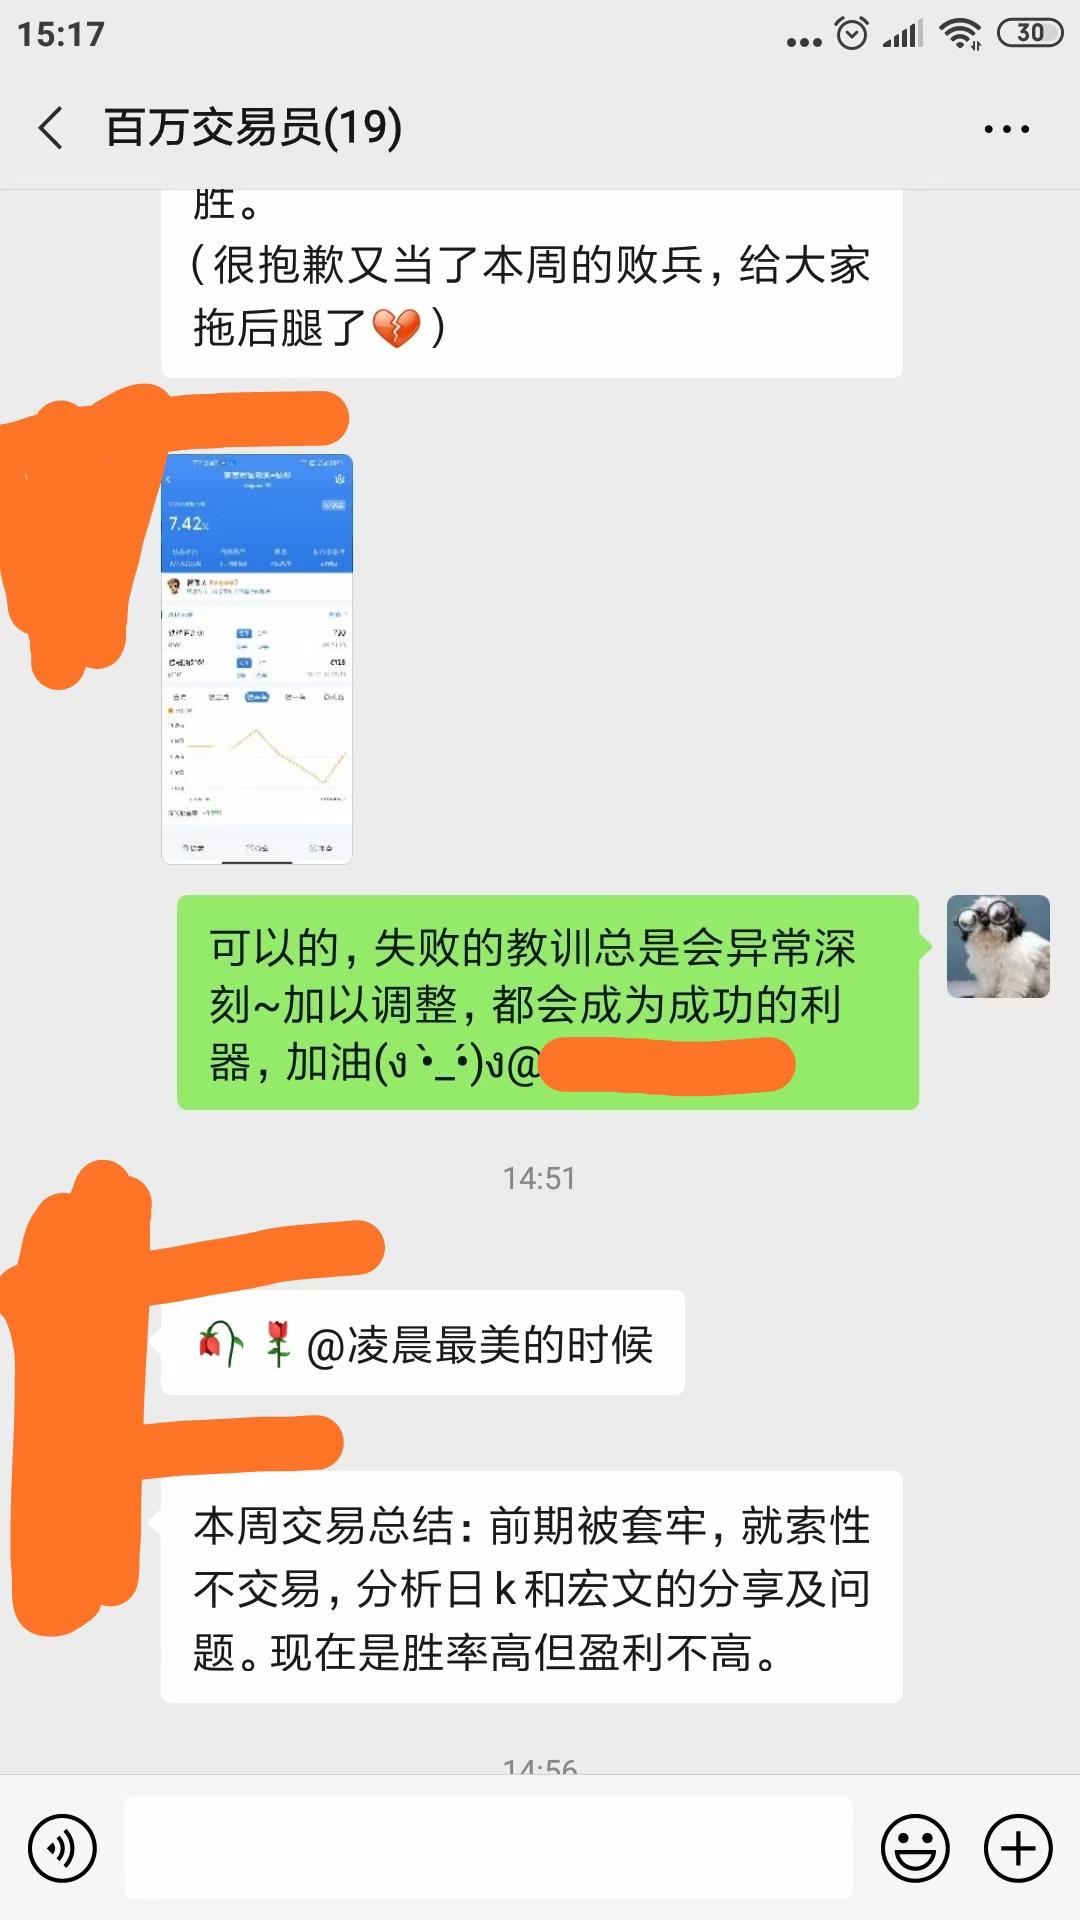 15:17
30
百万交易员(19)
胜。
(很抱歉又当了本周的败兵,给大家
拖后腿了💔)
7.42%
可以的,失败的教训总是会异常深
刻~加以调整,都会成为成功的利
器,加油(ง •̀_•́)ง@
14:51
🥀🌹@凌晨最美的时候
本周交易总结:前期被套牢,就索性
不交易,分析日k和宏文的分享及问
题。现在是胜率高但盈利不高。
14:56